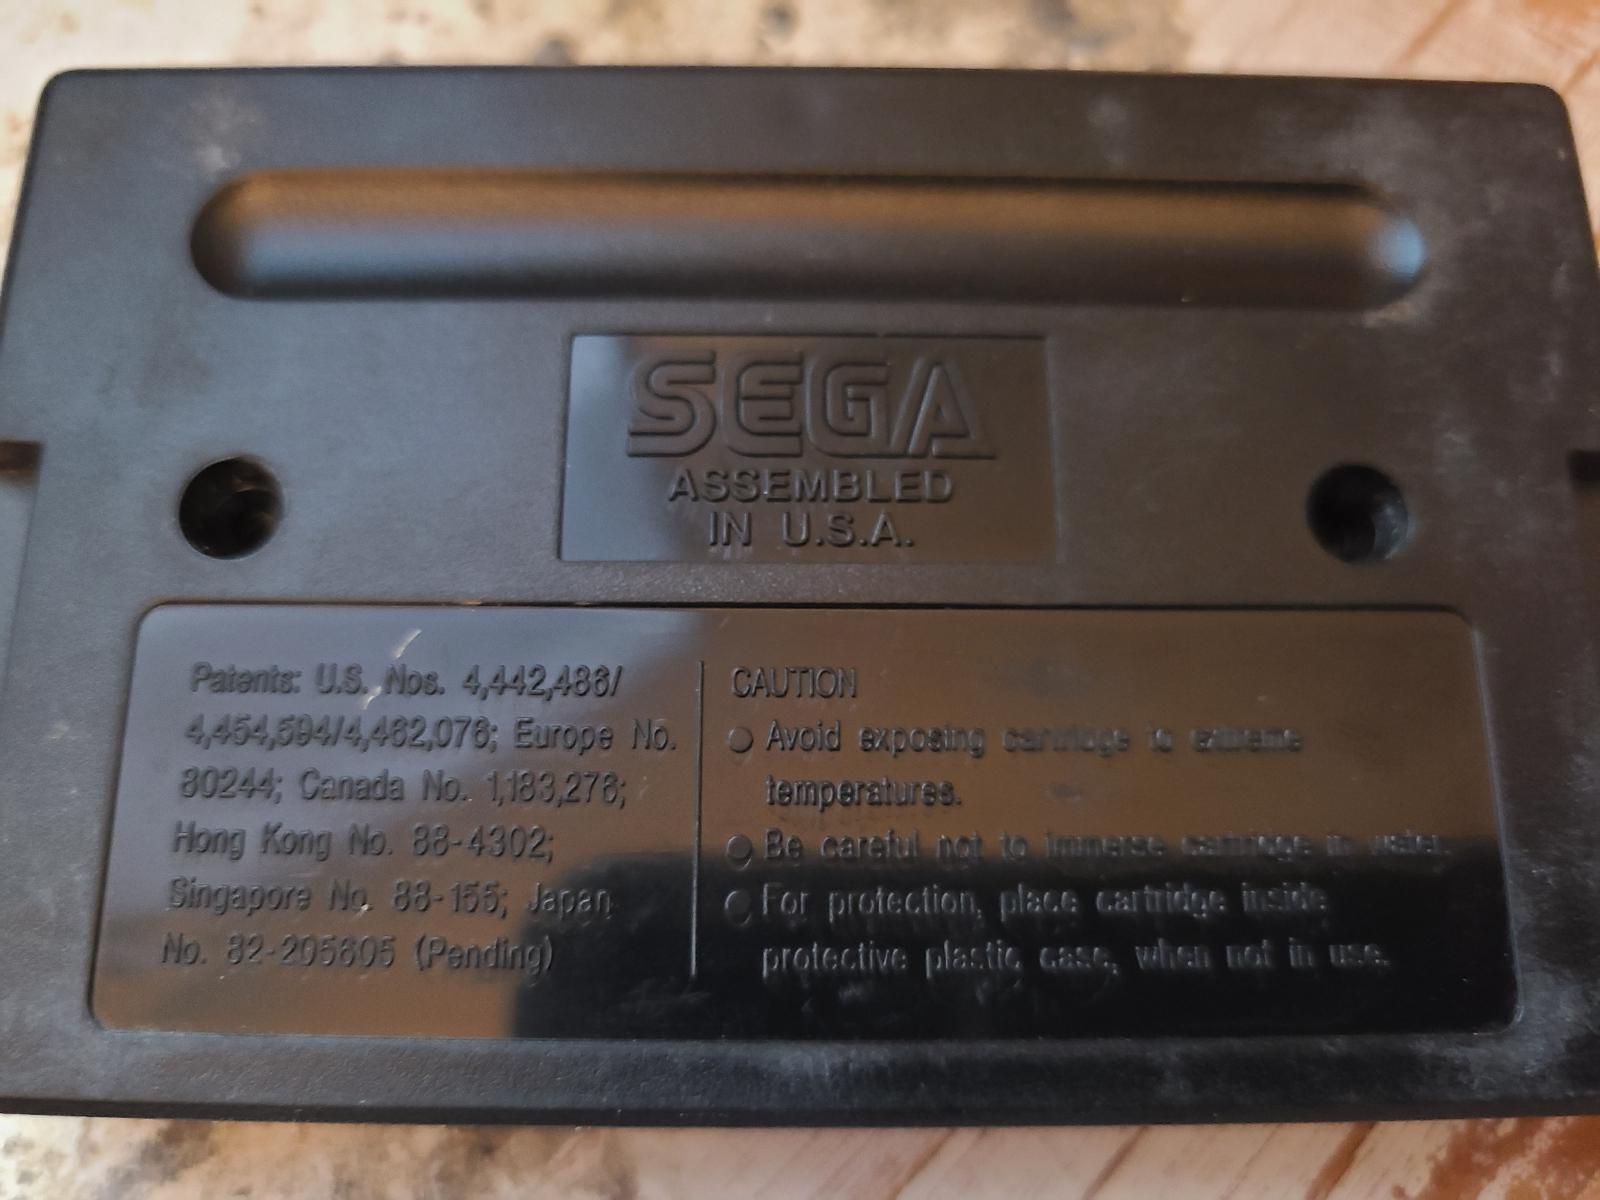 SEGA
ASSEMBLED
IN U.S.A.
Patents: U.S. Nos. 4,442,486/
4,454,594/4,462,076; Europe No.
80244; Canada No. 1,183,276;
Hong Kong No. 88-4302;
Singapore No. 88-155; Japan
No. 82-205605 (Pending)
CAUTION
Avoid exposing cartridge to extreme
temperatures.
Be careful not to immerse cartridge in water.
For protection, place cartridge inside
protective plastic case, when not in use.